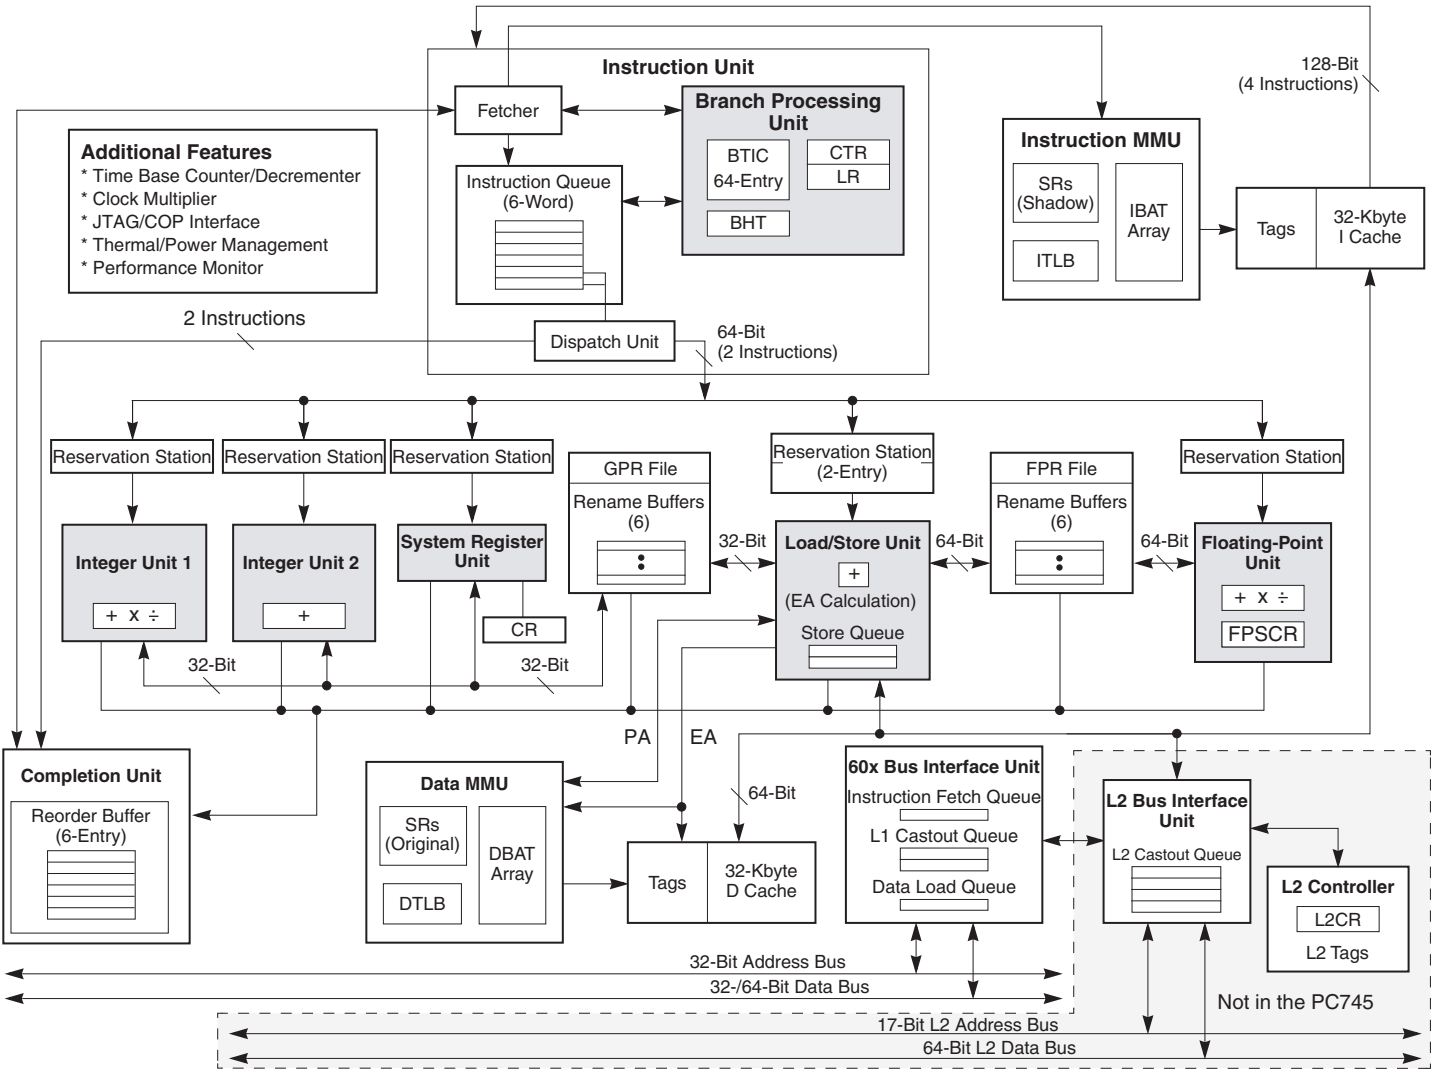 128-Bit
(4 Instructions)
Instruction Unit
Fetcher
Branch Processing
Unit
BTIC
64-Entry
CTR
LR
BHT
Instruction MMU
SRs
(Shadow)
ITLB
IBAT
Array
Tags
32-Kbyte
I Cache
Additional Features
* Time Base Counter/Decrementer
* Clock Multiplier
* JTAG/COP Interface
* Thermal/Power Management
* Performance Monitor
Instruction Queue
(6-Word)
2 Instructions
Dispatch Unit
64-Bit
(2 Instructions)
Reservation Station
Reservation Station
Reservation Station
Reservation Station
(2-Entry)
Reservation Station
GPR File
Rename Buffers
(6)
FPR File
Rename Buffers
(6)
Integer Unit 1
+ x ÷
Integer Unit 2
+
System Register
Unit
CR
32-Bit
Load/Store Unit
+
(EA Calculation)
Store Queue
64-Bit
64-Bit
Floating-Point
Unit
+ x ÷
FPSCR
32-Bit
32-Bit
PA
EA
Completion Unit
Reorder Buffer
(6-Entry)
Data MMU
SRs
(Original)
DTLB
DBAT
Array
64-Bit
Tags
32-Kbyte
D Cache
60x Bus Interface Unit
Instruction Fetch Queue
L1 Castout Queue
Data Load Queue
L2 Bus Interface
Unit
L2 Castout Queue
L2 Controller
L2CR
L2 Tags
32-Bit Address Bus
32-/64-Bit Data Bus
Not in the PC745
17-Bit L2 Address Bus
64-Bit L2 Data Bus